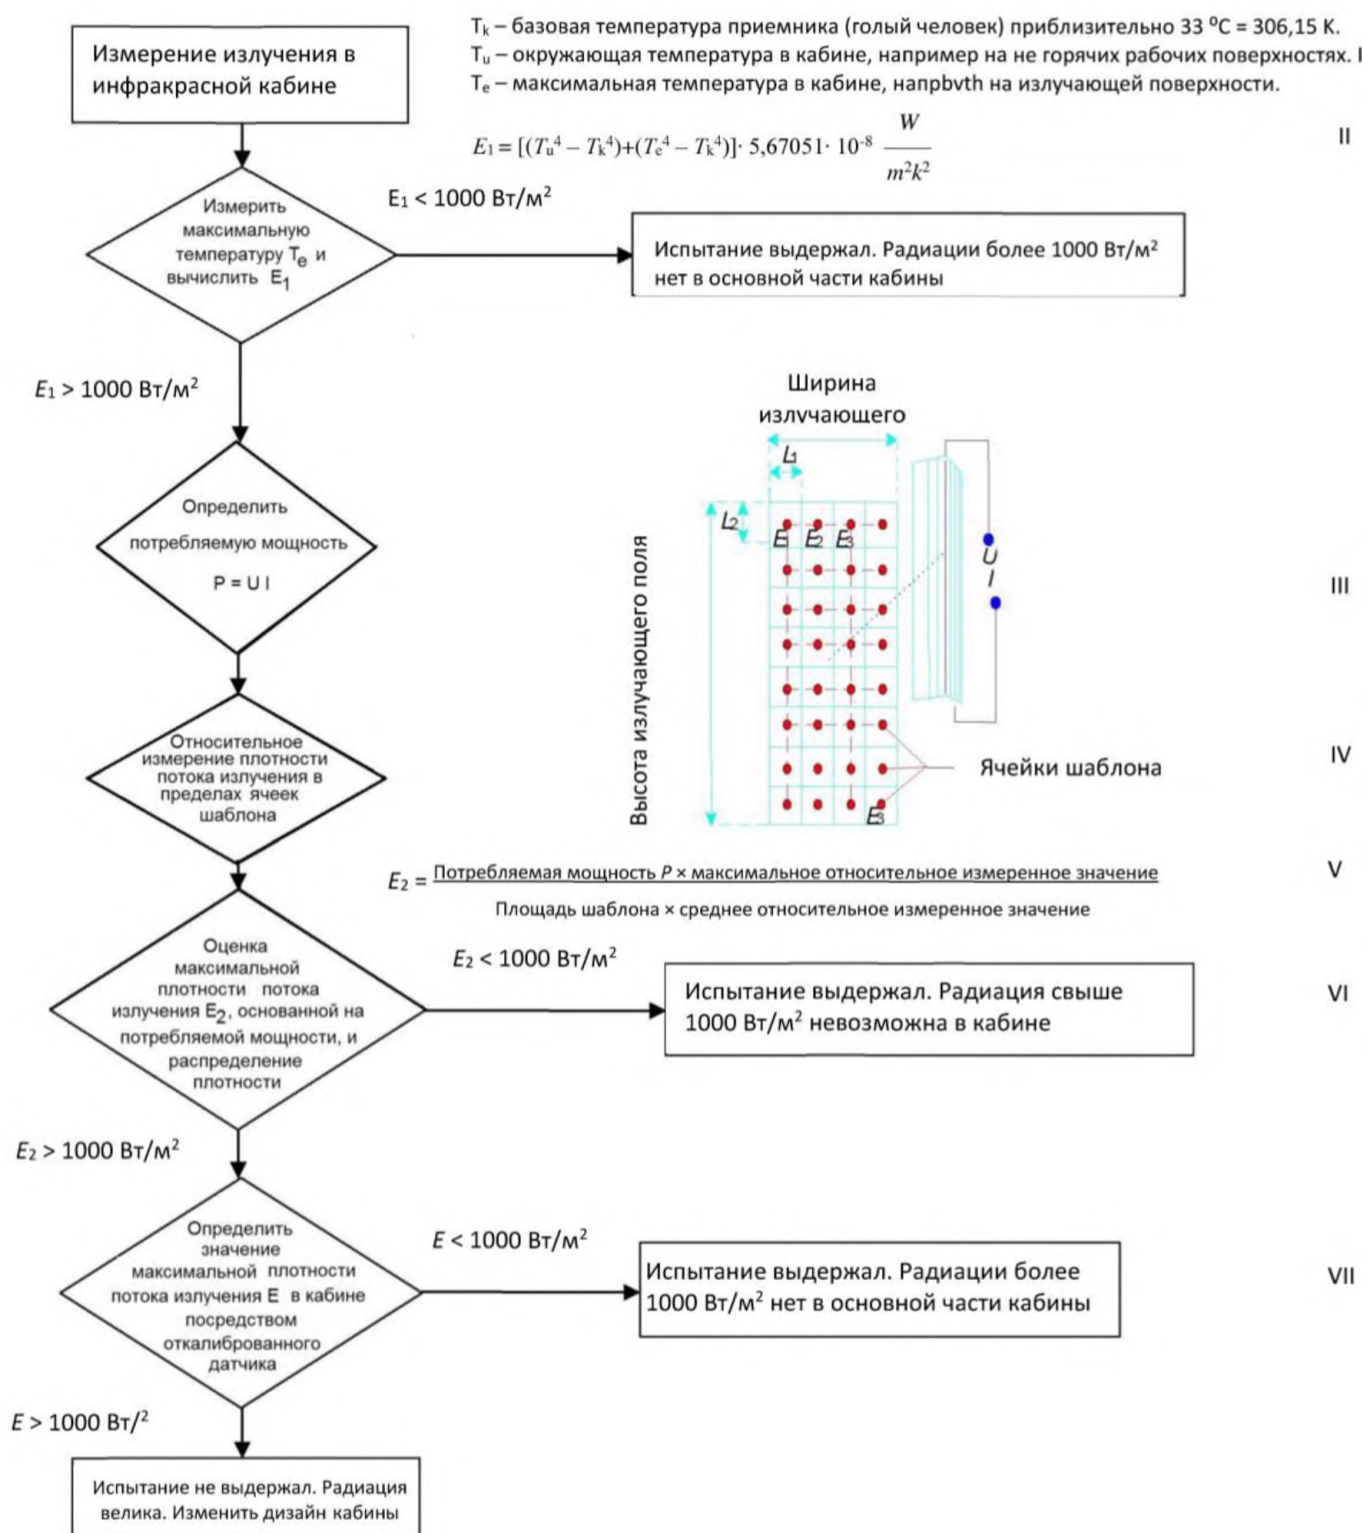 Измерение излучения в
инфракрасной кабине
Tk – базовая температура приемника (голый человек) приблизительно 33 ⁰C = 306,15 K.
Tu – окружающая температура в кабине, например на не горячих рабочих поверхностях. I
Te – максимальная температура в кабине, напрbvth на излучающей поверхности.
E1 = [(Tu⁴ – Tk⁴)+(Te⁴ – Tk⁴)]· 5,67051· 10⁻⁸ W / m²k²
II
E1 < 1000 Вт/м²
Измерить
максимальную
температуру Te и
вычислить E1
Испытание выдержал. Радиации более 1000 Вт/м²
нет в основной части кабины
E1 > 1000 Вт/м²
Определить
потребляемую мощность
P = U I
Ширина
излучающего
L1
L2
E E2 E3
Высота излучающего поля
U
I
III
Ячейки шаблона
E3
IV
Относительное
измерение плотности
потока излучения в
пределах ячеек
шаблона
E2 = Потребляемая мощность P × максимальное относительное измеренное значение
Площадь шаблона × среднее относительное измеренное значение
V
Оценка
максимальной
плотности потока
излучения E2, основанной на
потребляемой мощности, и
распределение
плотности
E2 < 1000 Вт/м²
Испытание выдержал. Радиация свыше
1000 Вт/м² невозможна в кабине
VI
E2 > 1000 Вт/м²
Определить
значение
максимальной плотности
потока излучения E в кабине
посредством
откалиброванного
датчика
E < 1000 Вт/м²
Испытание выдержал. Радиации более
1000 Вт/м² нет в основной части кабины
VII
E > 1000 Вт/²
Испытание не выдержал. Радиация
велика. Изменить дизайн кабины